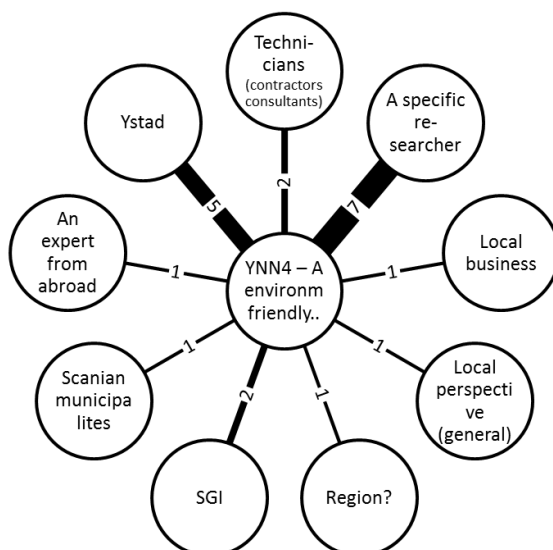 Techni-
cians
(contractors
consultants)
A specific
re-
searcher
Ystad
2
5
7
An
expert
from
abroad
1
YNN4 – A
environm
friendly..
1
Local
business
Scanian
municipa
lites
1
2
1
1
Local
perspecti
ve
(general)
SGI
Region?